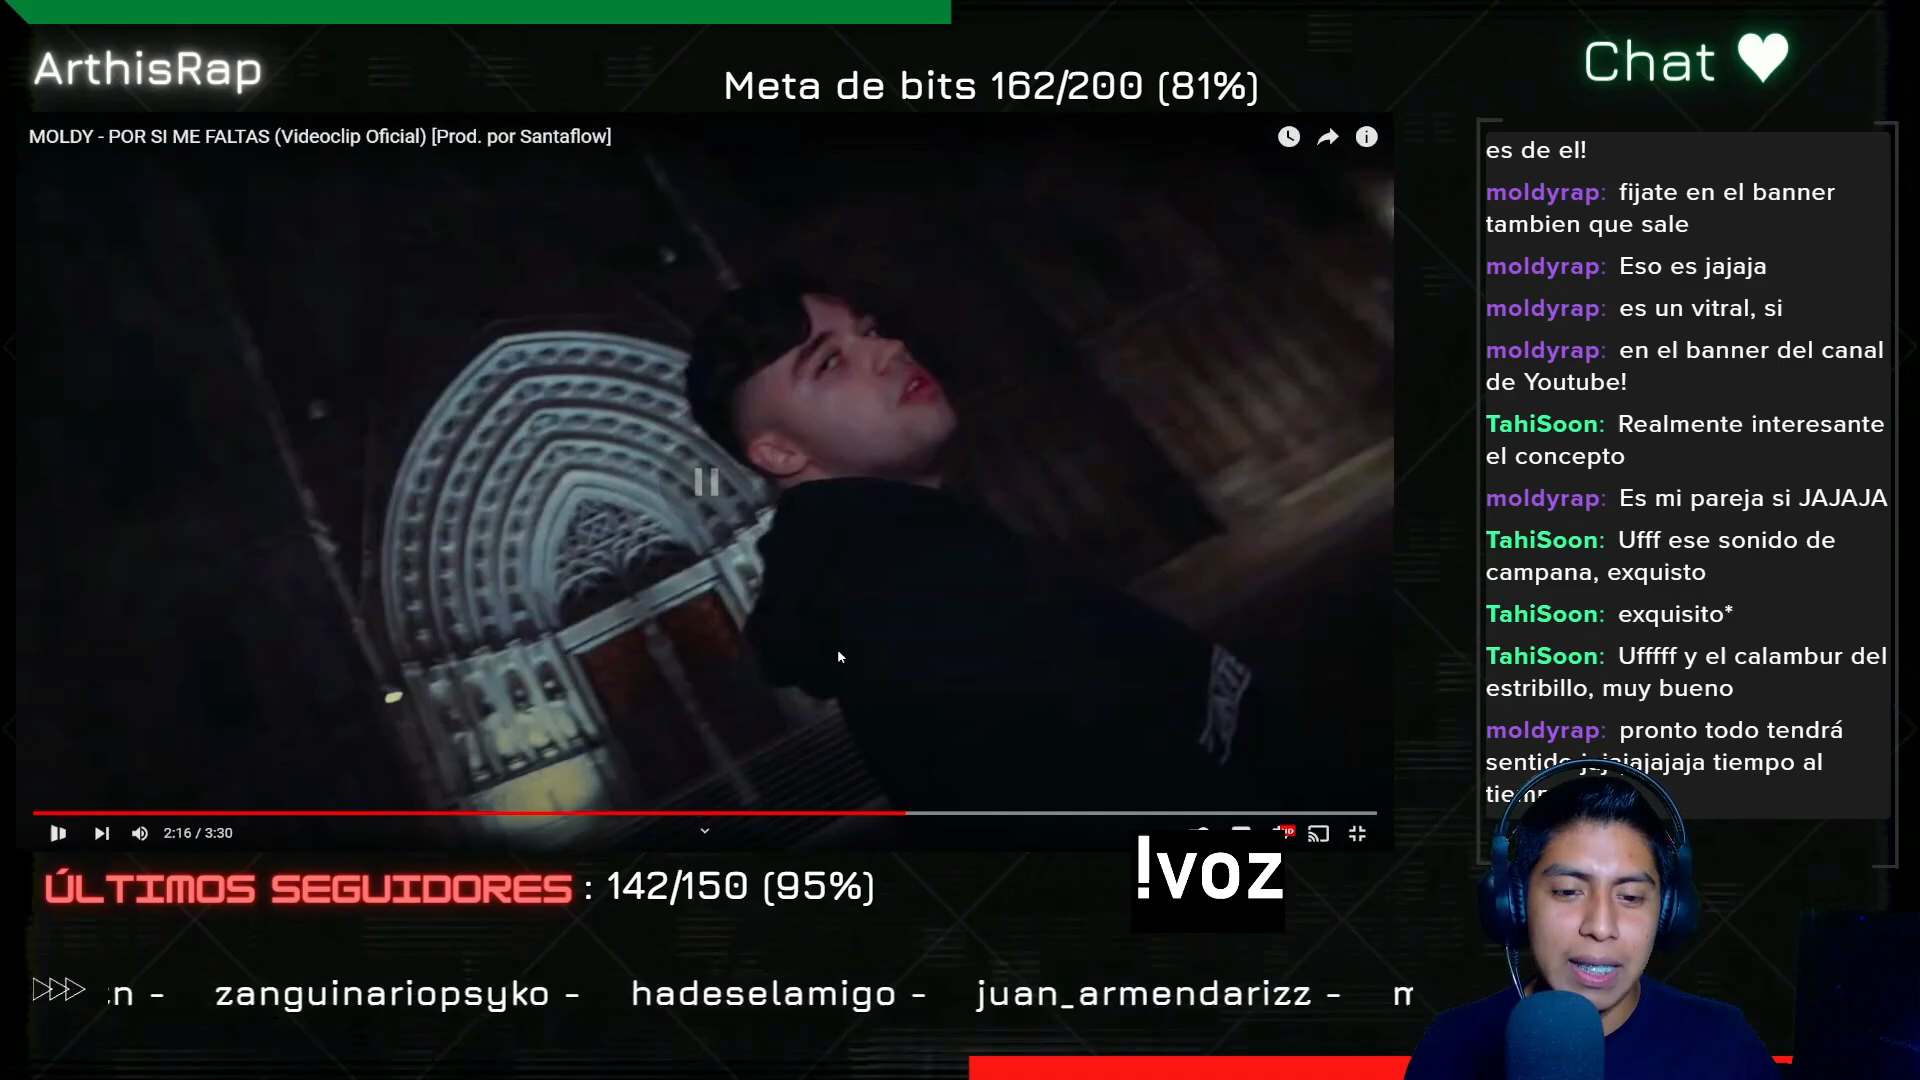 ArthisRap
Meta de bits 162/200 (81%)
Chat
MOLDY - POR SI ME FALTAS (Videoclip Oficial) [Prod. por Santaflow]
es de el!
moldyrap: fijate en el banner
tambien que sale
moldyrap: Eso es jajaja
moldyrap: es un vitral, si
moldyrap: en el banner del canal
de Youtube!
TahiSoon: Realmente interesante
el concepto
moldyrap: Es mi pareja si JAJAJA
TahiSoon: Ufff ese sonido de
campana, exquisto
TahiSoon: exquisito*
TahiSoon: Ufffff y el calambur del
estribillo, muy bueno
moldyrap: pronto todo tendrá
sentido jajajajajaja tiempo al
2:16 / 3:30
!voz
ÚLTIMOS SEGUIDORES : 142/150 (95%)
zanguinariopsyko - hadeselamigo - juan_armendarizz -